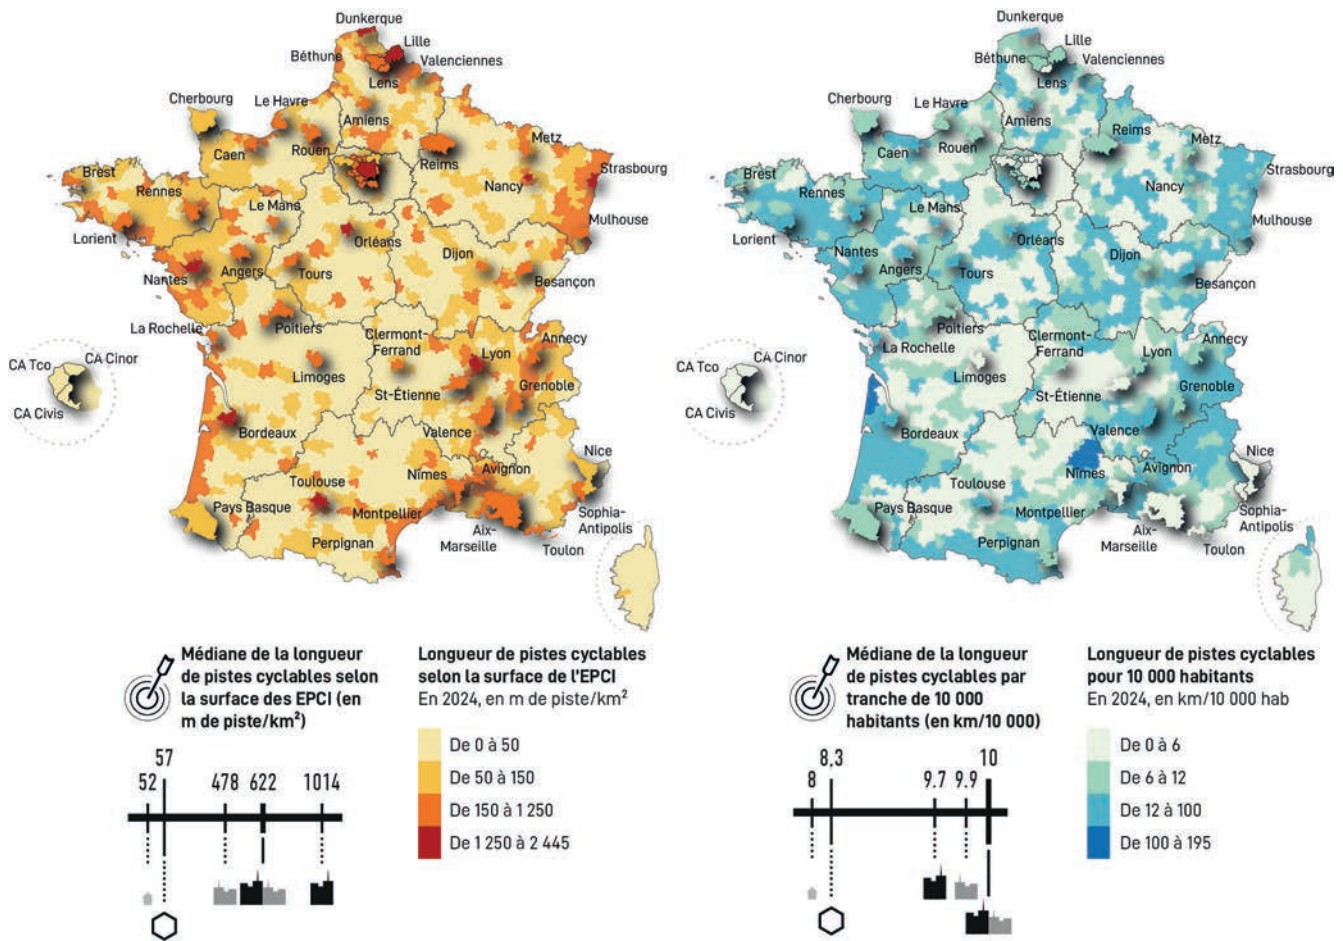 Dunkerque
Lille
Béthune
Valenciennes
Lens
Cherbourg
Le Havre
Amiens
Metz
Caen
Rouen
Reims
Strasbourg
Brest
Rennes
Le Mans
Nancy
Mulhouse
Lorient
Orléans
Dijon
Nantes
Angers
Tours
Besançon
La Rochelle
Poitiers
Clermont-
Ferrand
Annecy
Lyon
CA Tco
CA Cinor
Limoges
Grenoble
St-Étienne
CA Civis
Bordeaux
Valence
Nice
Nîmes
Avignon
Toulouse
Pays Basque
Montpellier
Sophia-
Antipolis
Aix-
Marseille
Perpignan
Toulon
Médiane de la longueur
de pistes cyclables selon
la surface des EPCI (en
m de piste/km²)
57
52
478
622
1014
Longueur de pistes cyclables
selon la surface de l'EPCI
En 2024, en m de piste/km²
De 0 à 50
De 50 à 150
De 150 à 1 250
De 1 250 à 2 445
Dunkerque
Lille
Béthune
Valenciennes
Lens
Cherbourg
Le Havre
Amiens
Reims
Metz
Caen
Rouen
Strasbourg
Brest
Rennes
Le Mans
Nancy
Mulhouse
Lorient
Orléans
Nantes
Dijon
Angers
Tours
Besançon
Poitiers
Clermont-
Ferrand
La Rochelle
Lyon
Annecy
CA Tco
CA Cinor
Limoges
Grenoble
St-Étienne
CA Civis
Bordeaux
Valence
Nice
Nîmes
Avignon
Toulouse
Pays Basque
Montpellier
Sophia-
Antipolis
Aix-
Marseille
Perpignan
Toulon
Médiane de la longueur
de pistes cyclables par
tranche de 10 000
habitants (en km/10 000)
8,3
10
8
9.7
9.9
Longueur de pistes cyclables
pour 10 000 habitants
En 2024, en km/10 000 hab
De 0 à 6
De 6 à 12
De 12 à 100
De 100 à 195